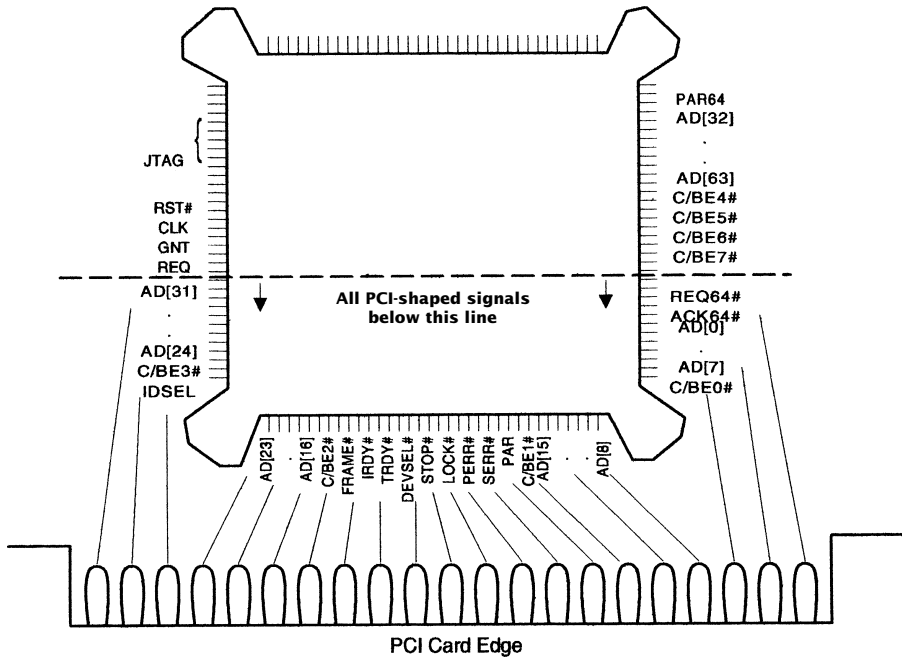 JTAG
RST#
CLK
GNT
REQ
AD[31]
.
.
AD[24]
C/BE3#
IDSEL
PAR64
AD[32]
.
.
AD[63]
C/BE4#
C/BE5#
C/BE6#
C/BE7#
All PCI-shaped signals
below this line
REQ64#
ACK64#
AD[0]
.
AD[7]
C/BE0#
AD[23]
.
AD[16]
C/BE2#
FRAME#
IRDY#
TRDY#
DEVSEL#
STOP#
LOCK#
PERR#
SERR#
PAR
C/BE1#
AD[15]
.
.
AD[8]
PCI Card Edge